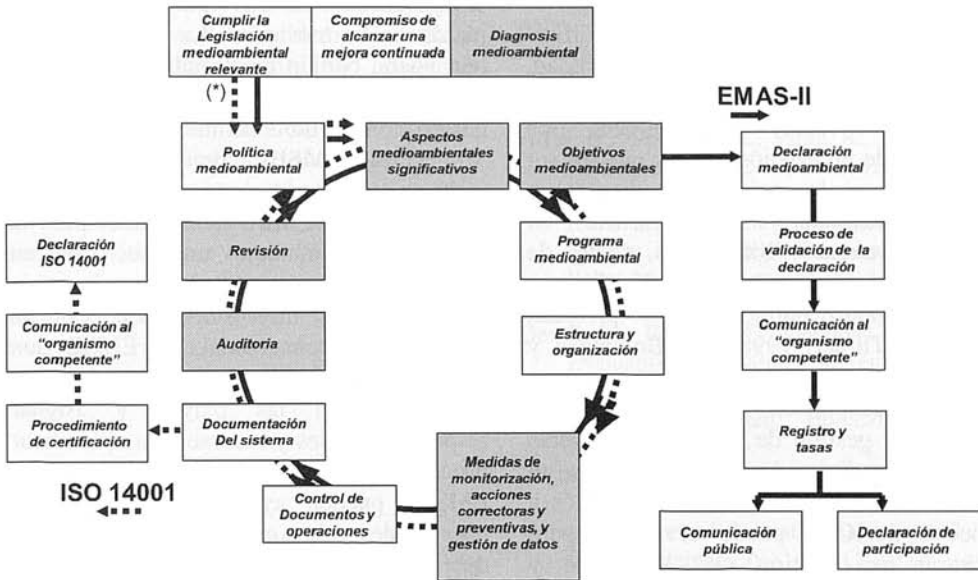 Cumplir la
Legislación
medioambiental
relevante
Compromiso de
alcanzar una
mejora continuada
Diagnosis
medioambiental
(*)
EMAS-II
Política
medioambiental
Aspectos
medioambientales
significativos
Objetivos
medioambientales
Declaración
medioambiental
Declaración
ISO 14001
Revisión
Programa
medioambiental
Proceso de
validación de la
declaración
Comunicación al
“organismo
competente”
Auditoria
Estructura y
organización
Comunicación al
“organismo
competente”
Procedimiento
de certificación
Documentación
Del sistema
Registro y
tasas
ISO 14001
Control de
Documentos y
operaciones
Medidas de
monitorización,
acciones
correctoras
y preventivas, y
gestión de datos
Comunicación
pública
Declaración de
participación